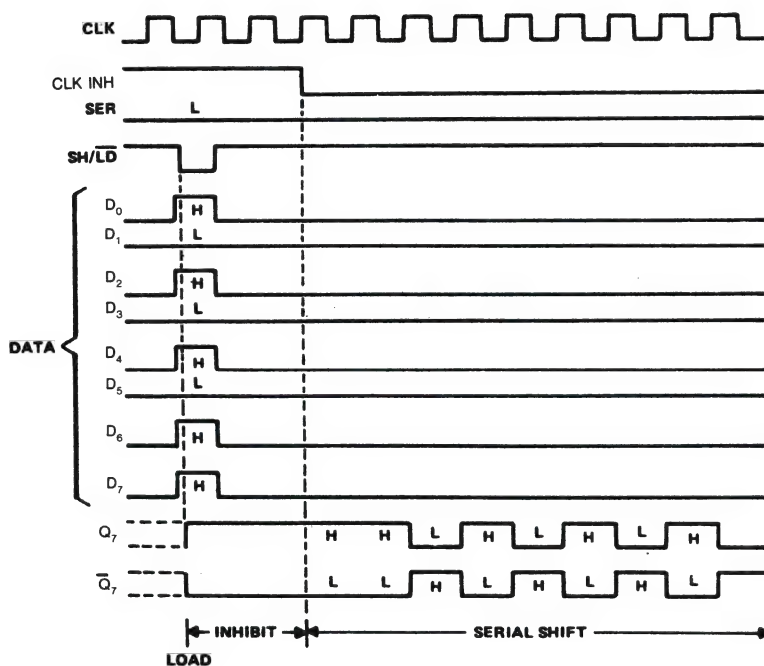 CLK
CLK INH
SER L
SH/L̅D̅
D₀ H
D₁ L
D₂ H
D₃ L
DATA
D₄ H
D₅ L
D₆ H
D₇ H
Q₇ H H L H L H L H
Q̅₇ L L H L H L H L
INHIBIT SERIAL SHIFT
LOAD